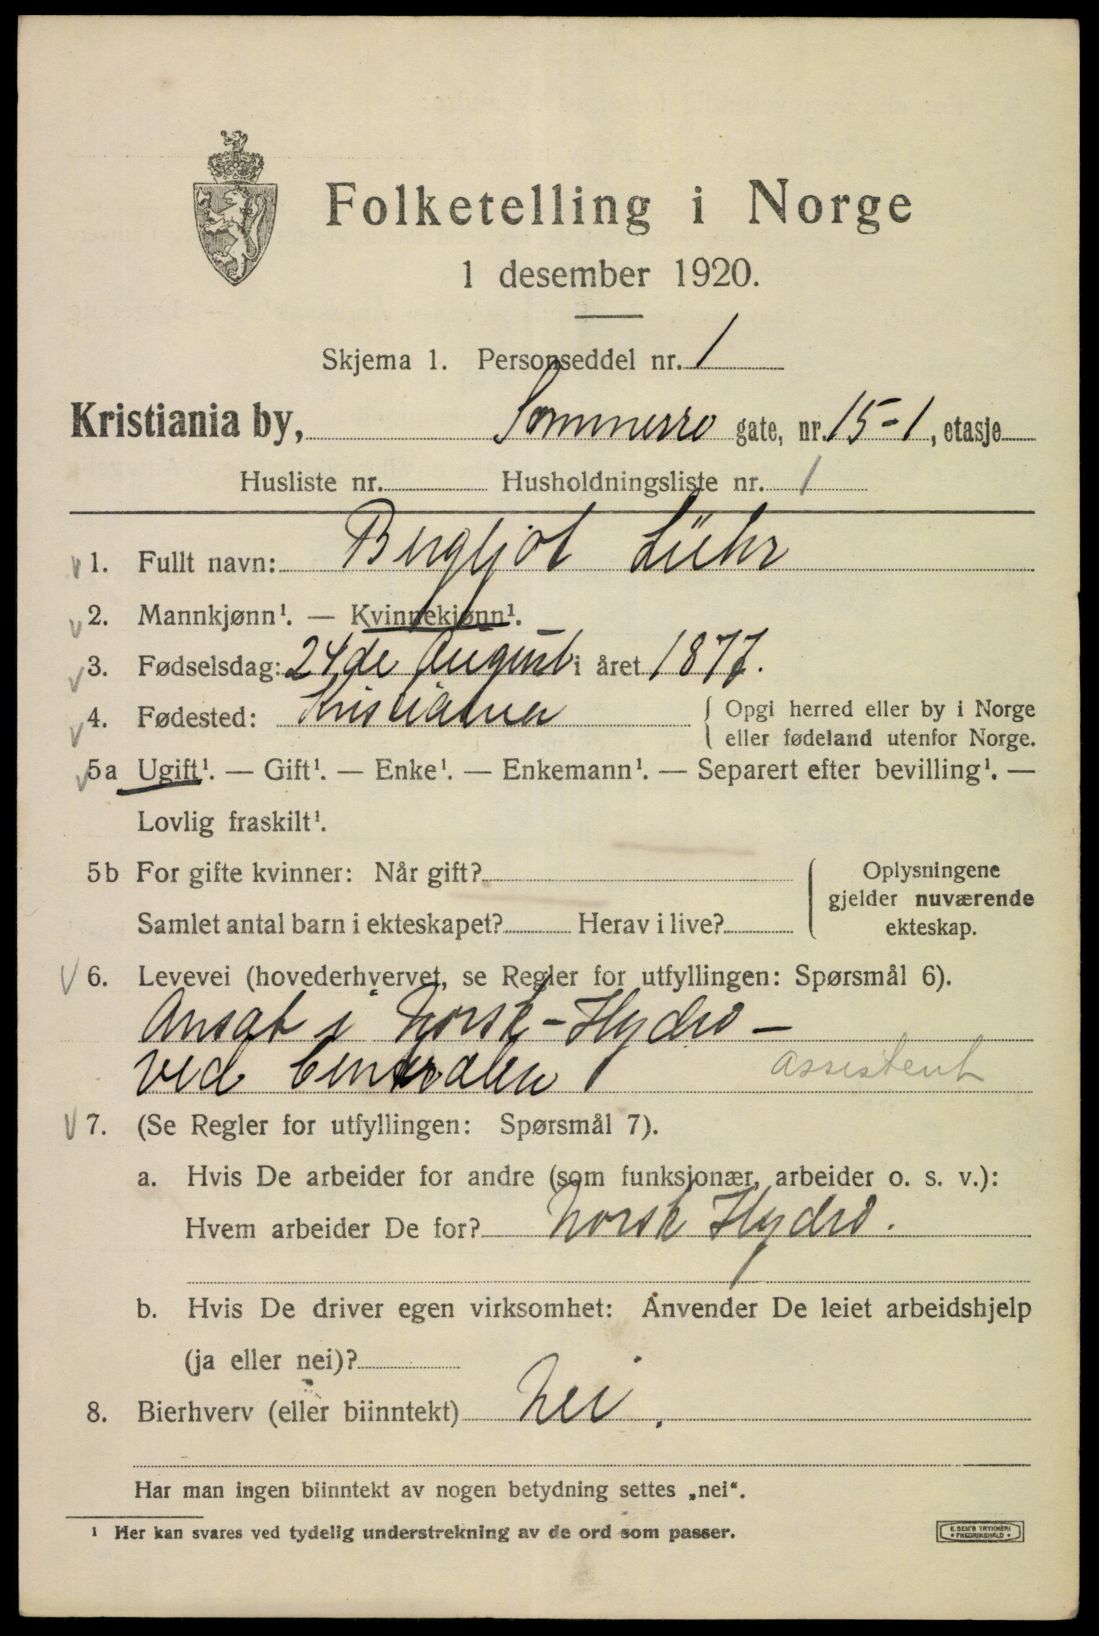 Folketelling i Norge
1 desember 1920.
Skjema 1. Personseddel nr. 1
Kristiania by, Sommerro gate, nr. 15-1, etasje
Husliste nr. Husholdningsliste nr. 1
1. Fullt navn: Bergljot Lühr
2. Mannkjønn¹. — Kvinnekjønn¹.
3. Fødselsdag: 24de August i året 1877.
4. Fødested: Kristiania { Opgi herred eller by i Norge
eller fødeland utenfor Norge.
5a Ugift¹. — Gift¹. — Enke¹. — Enkemann¹. — Separert efter bevilling¹. —
Lovlig fraskilt¹.
5b For gifte kvinner: Når gift? { Oplysningene
gjelder nuværende
Samlet antal barn i ekteskapet? Herav i live? ekteskap.
6. Levevei (hovederhvervet, se Regler for utfyllingen: Spørsmål 6).
Ansat i Norsk-Hydro —
ved Centralen assistent
7. (Se Regler for utfyllingen: Spørsmål 7).
a. Hvis De arbeider for andre (som funksjonær, arbeider o. s. v.):
Hvem arbeider De for? Norsk Hydro.
b. Hvis De driver egen virksomhet: Anvender De leiet arbeidshjelp
(ja eller nei)?
8. Bierhverv (eller biinntekt) Nei.
Har man ingen biinntekt av nogen betydning settes „nei“.
¹ Her kan svares ved tydelig understrekning av de ord som passer.
E. SEM'S TRYKKERI
* FREDRIKSHALD *